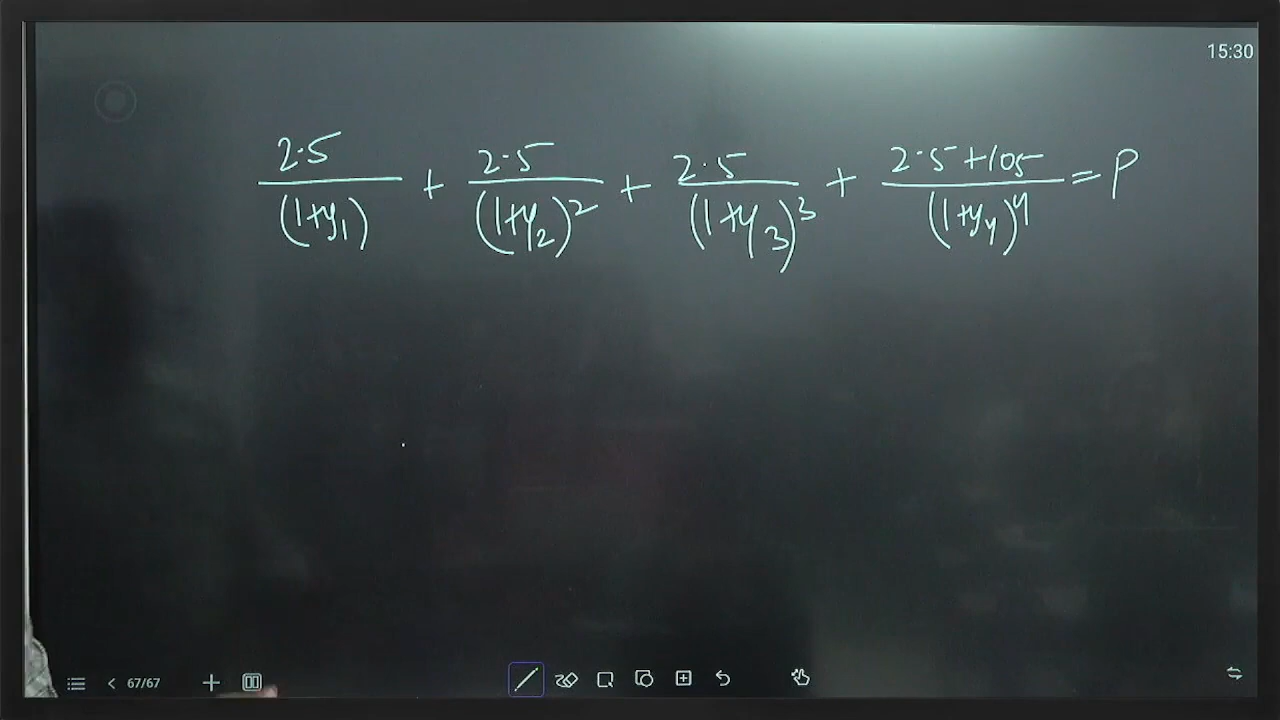 15:30
2.5/(1+y₁) + 2.5/(1+y₂)² + 2.5/(1+y₃)³ + 2.5+105/(1+y₄)⁴ = P
67/67